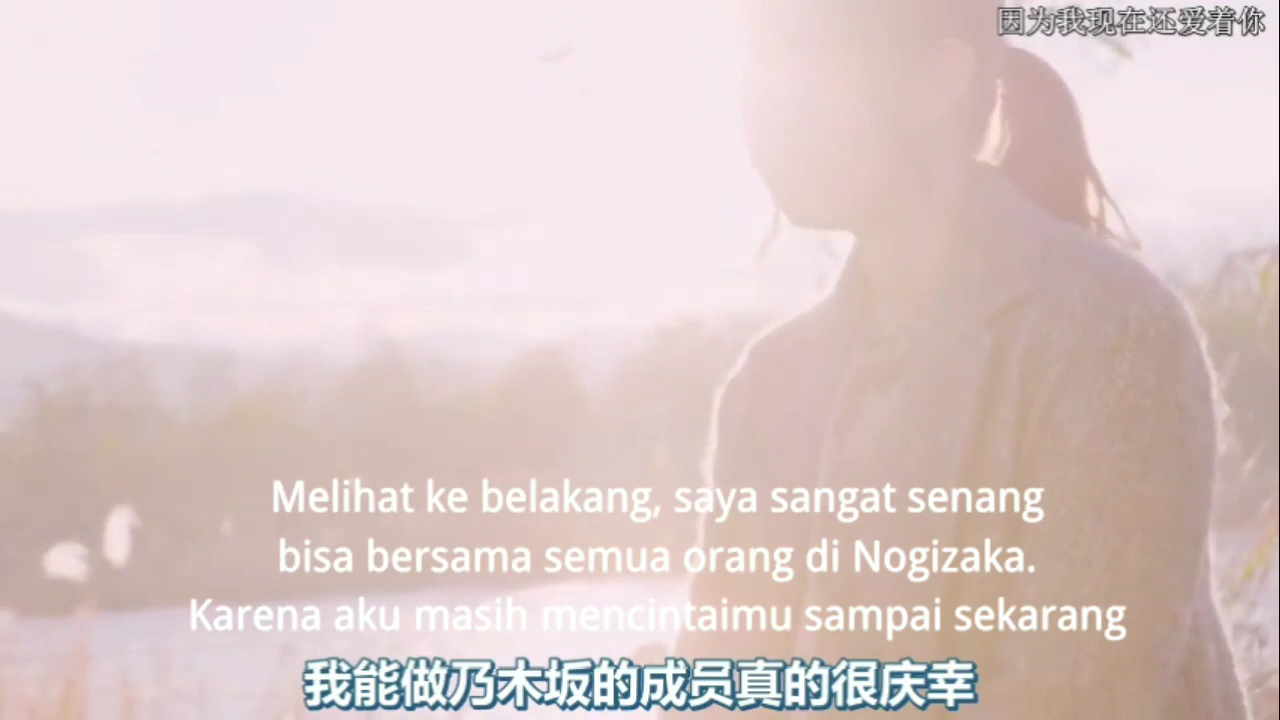 因为我现在还爱着你
Melihat ke belakang, saya sangat senang
bisa bersama semua orang di Nogizaka.
Karena aku masih mencintaimu sampai sekarang
我能做乃木坂的成员真的很庆幸